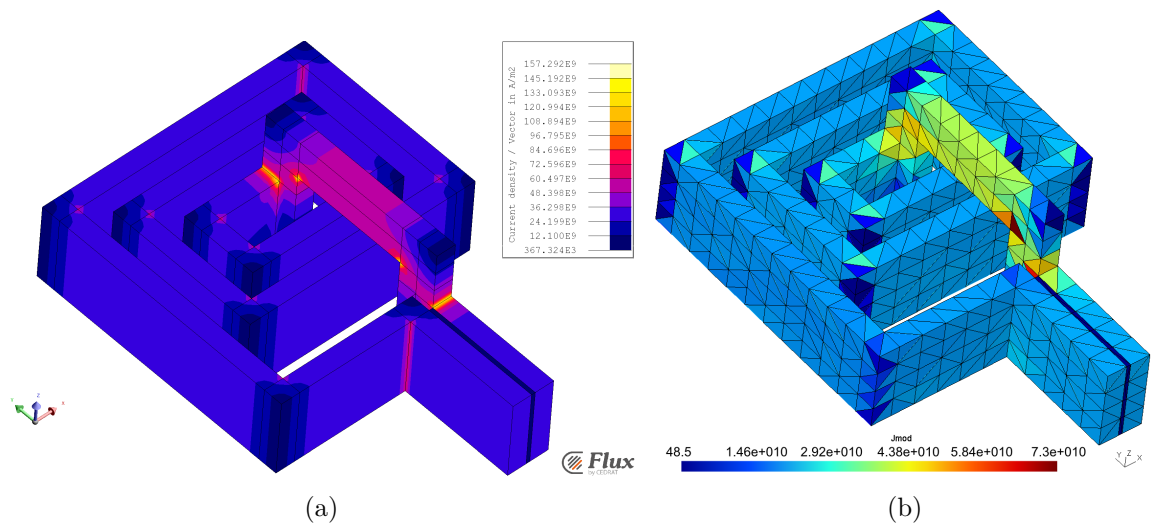 Current density / Vector in A/m2
157.292E9
145.192E9
133.093E9
120.994E9
108.894E9
96.795E9
84.696E9
72.596E9
60.497E9
48.398E9
36.298E9
24.199E9
12.100E9
367.324E3
Y Z X
Flux
by CEDRAT
Jmod
48.5 1.46e+010 2.92e+010 4.38e+010 5.84e+010 7.3e+010
Y Z X
(a) (b)